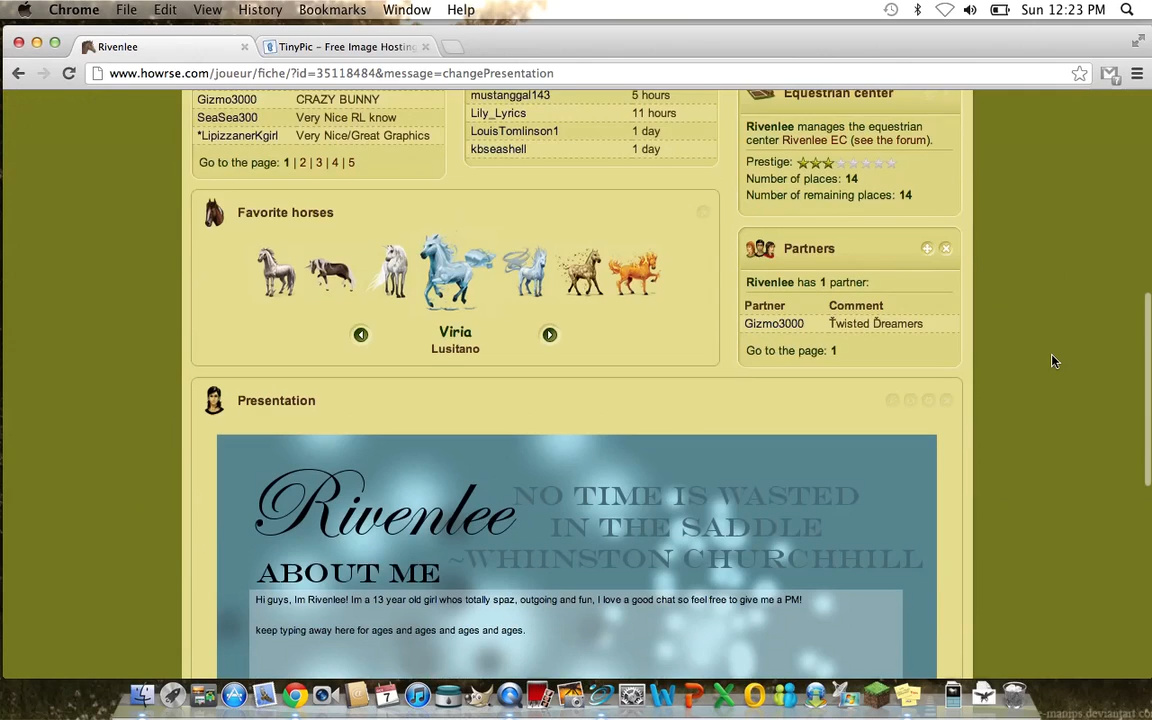 Chrome File Edit View History Bookmarks Window Help Sun 12:23 PM
Rivenlee TinyPic – Free Image Hosting
www.howrse.com/joueur/fiche/?id=35118484&message=changePresentation
Gizmo3000 CRAZY BUNNY
SeaSea300 Very Nice RL know
*LipizzanerKgirl Very Nice/Great Graphics
Go to the page: 1 | 2 | 3 | 4 | 5
mustanggal143 5 hours
Lily_Lyrics 11 hours
LouisTomlinson1 1 day
kbseashell 1 day
Equestrian center
Rivenlee manages the equestrian
center Rivenlee EC (see the forum).
Prestige:
Number of places: 14
Number of remaining places: 14
Favorite horses
Viria
Lusitano
Partners
Rivenlee has 1 partner:
Partner Comment
Gizmo3000 Ťwisted Ďreamers
Go to the page: 1
Presentation
Rivenlee
NO TIME IS WASTED
IN THE SADDLE
~WHIINSTON CHURCHHILL
ABOUT ME
Hi guys, Im Rivenlee! Im a 13 year old girl whos totally spaz, outgoing and fun, I love a good chat so feel free to give me a PM!
keep typing away here for ages and ages and ages and ages.